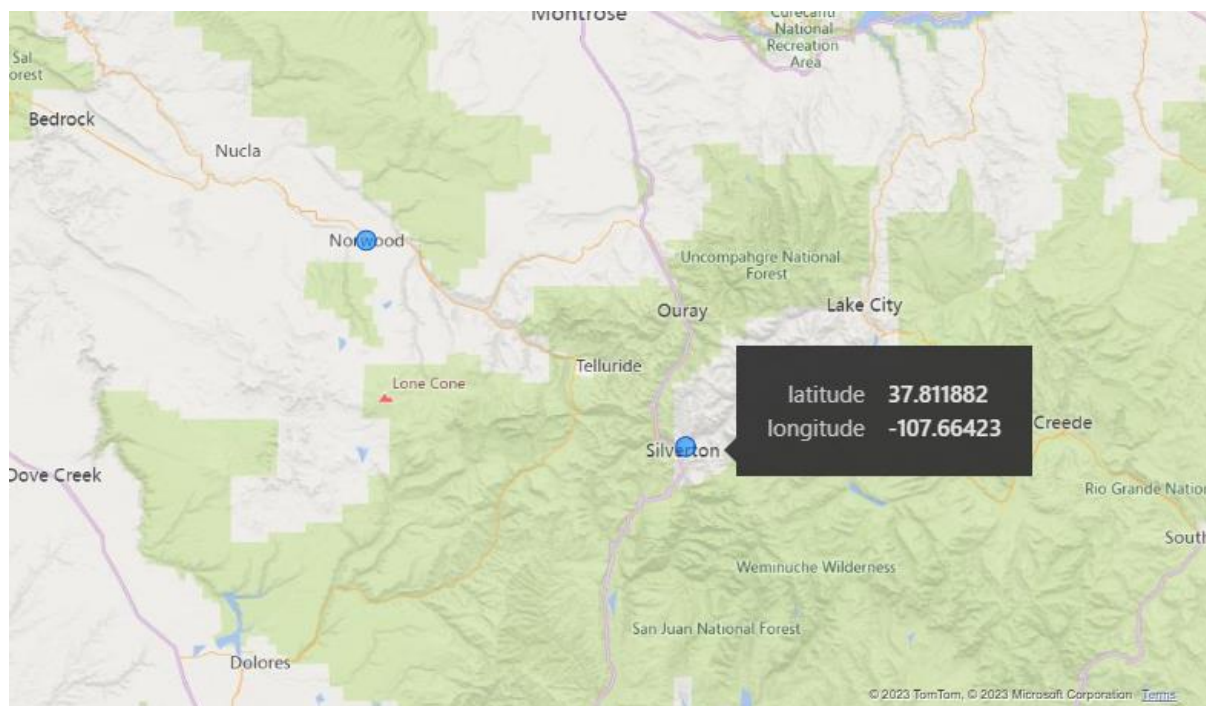 Montrose
Curecanti
National
Recreation
Area
Sal
orest
Bedrock
Nucla
Norwood
Uncompahgre National
Forest
Ouray
Lake City
Telluride
Lone Cone
latitude 37.811882
longitude -107.66423
Creede
Silverton
Dove Creek
Rio Grande Nation
South
Weminuche Wilderness
San Juan National Forest
Dolores
© 2023 TomTom, © 2023 Microsoft Corporation Terms